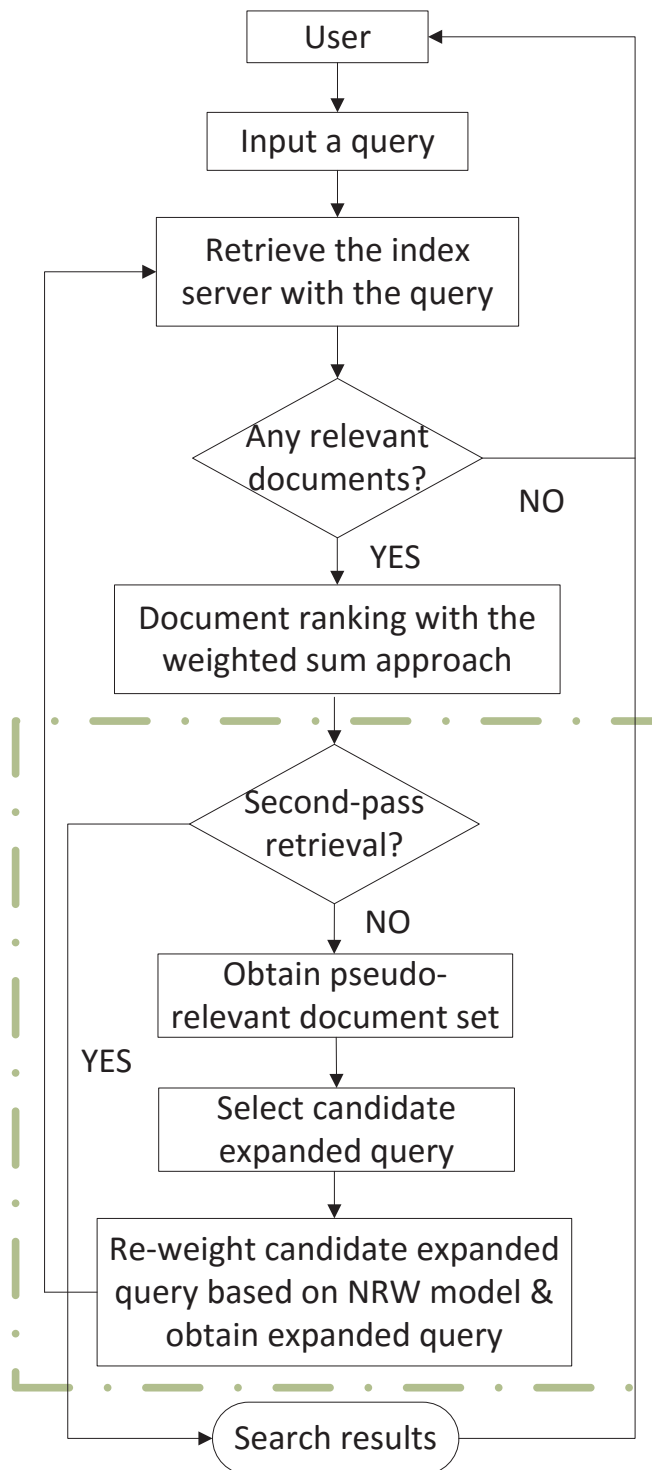 User
Input a query
Retrieve the index
server with the query
Any relevant
documents?
NO
YES
Document ranking with the
weighted sum approach
Second-pass
retrieval?
NO
Obtain pseudo-
relevant document set
YES
Select candidate
expanded query
Re-weight candidate expanded
query based on NRW model &
obtain expanded query
Search results